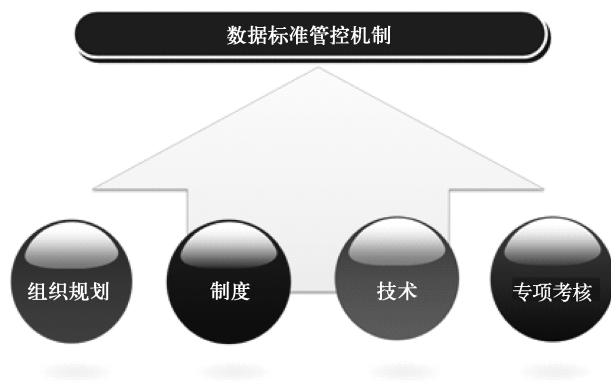 数据标准管控机制
组织规划
制度
技术
专项考核